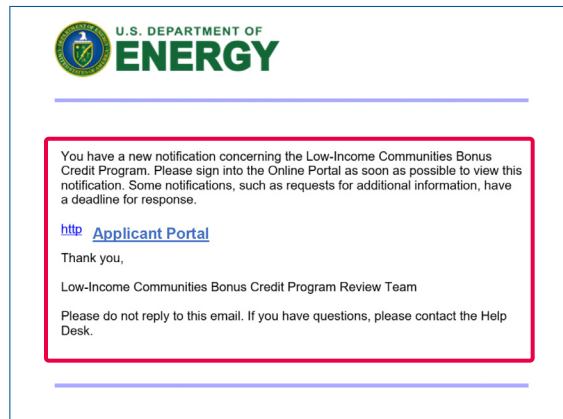 U.S. DEPARTMENT OF
ENERGY
You have a new notification concerning the Low-Income Communities Bonus
Credit Program. Please sign into the Online Portal as soon as possible to view this
notification. Some notifications, such as requests for additional information, have
a deadline for response.
http Applicant Portal
Thank you,
Low-Income Communities Bonus Credit Program Review Team
Please do not reply to this email. If you have questions, please contact the Help
Desk.